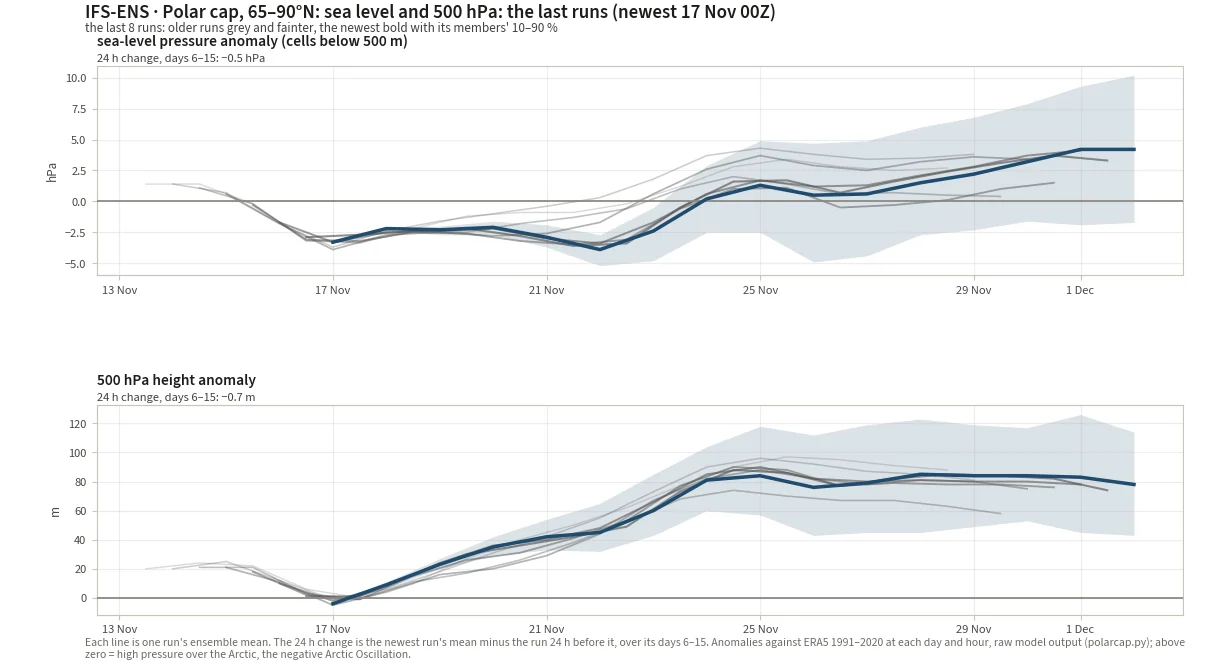 IFS-ENS · Polar cap, 65–90°N: sea level and 500 hPa: the last runs (newest 17 Nov 00Z)
the last 8 runs: older runs grey and fainter, the newest bold with its members' 10–90 %
sea-level pressure anomaly (cells below 500 m)
24 h change, days 6–15: −0.5 hPa
10.0
7.5
5.0
2.5
0.0
−2.5
−5.0
hPa
13 Nov 17 Nov 21 Nov 25 Nov 29 Nov 1 Dec
500 hPa height anomaly
24 h change, days 6–15: −0.7 m
120
100
80
60
40
20
0
m
13 Nov 17 Nov 21 Nov 25 Nov 29 Nov 1 Dec
Each line is one run's ensemble mean. The 24 h change is the newest run's mean minus the run 24 h before it, over its days 6–15. Anomalies against ERA5 1991–2020 at each day and hour, raw model output (polarcap.py); above
zero = high pressure over the Arctic, the negative Arctic Oscillation.